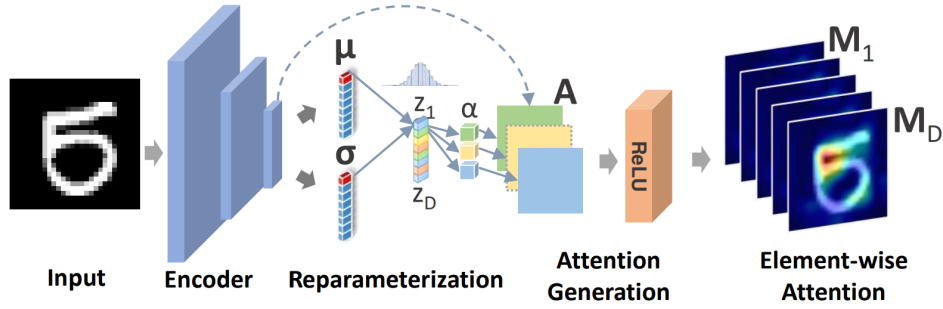 μ
σ
z1
zD
α
A
ReLU
M1
MD
Input
Encoder
Reparameterization
Attention
Generation
Element-wise
Attention